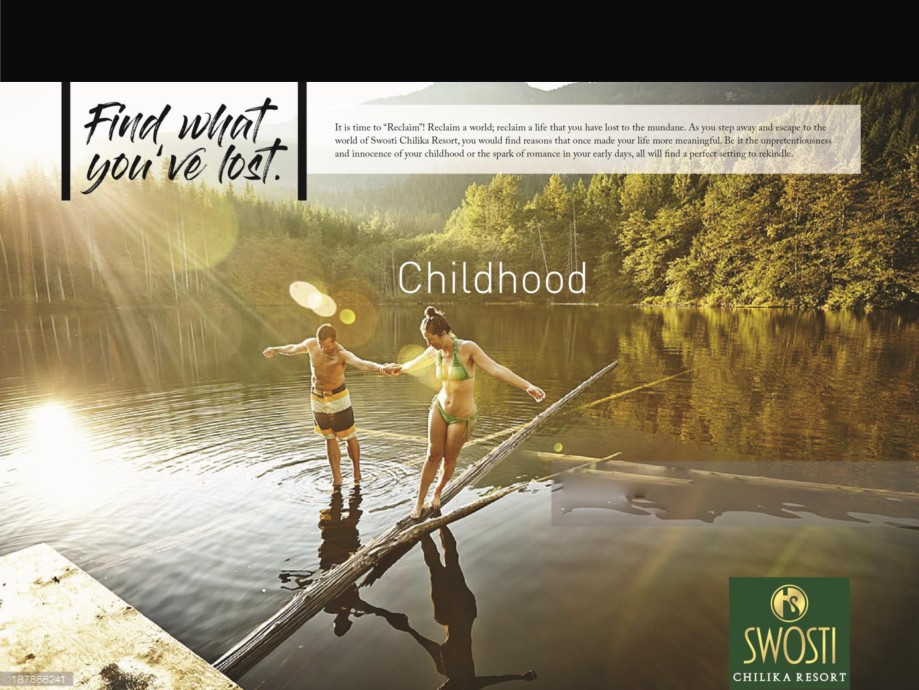 Find what
you've lost.
It is time to "Reclaim"! Reclaim a world; reclaim a life that you have lost to the mundane. As you step away and escape to the
world of Swosti Chilika Resort, you would find reasons that once made your life more meaningful. Be it the unpretentiousness
and innocence of your childhood or the spark of romance in your early days, all will find a perfect setting to rekindle.
Childhood
SWOSTI
CHILIKA RESORT